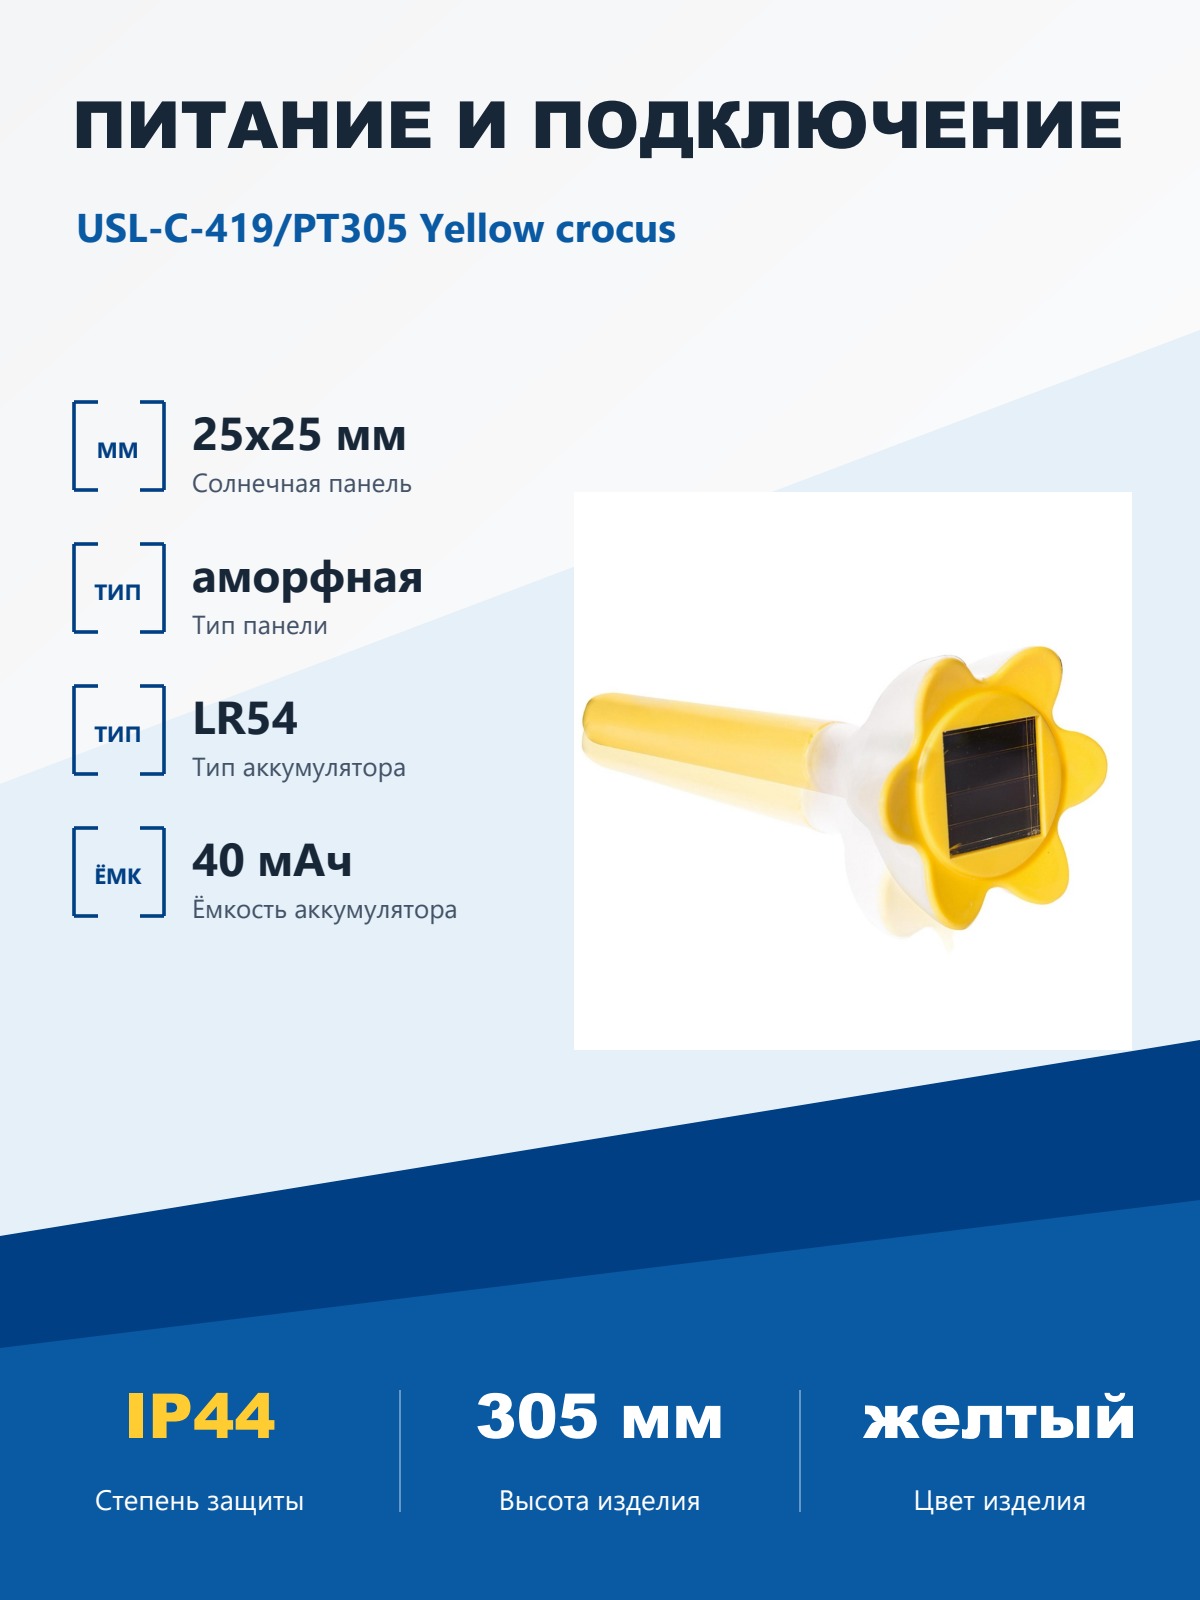 ПИТАНИЕ И ПОДКЛЮЧЕНИЕ
USL-C-419/PT305 Yellow crocus
ММ
25x25 мм
Солнечная панель
ТИП
аморфная
Тип панели
ТИП
LR54
Тип аккумулятора
ЁМК
40 мАч
Ёмкость аккумулятора
IP44
Степень защиты
305 мм
Высота изделия
желтый
Цвет изделия